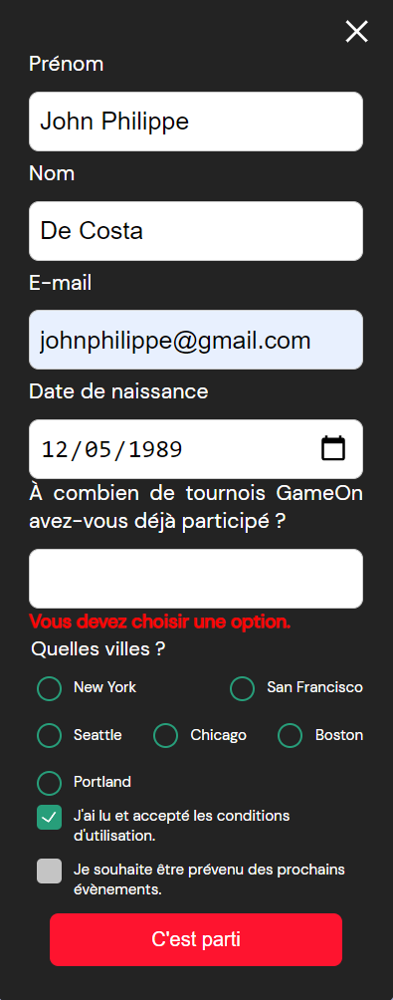 Prénom
John Philippe
Nom
De Costa
E-mail
johnphilippe@gmail.com
Date de naissance
12/05/1989
À combien de tournois GameOn
avez-vous déjà participé ?
Vous devez choisir une option.
Quelles villes ?
New York San Francisco
Seattle Chicago Boston
Portland
J'ai lu et accepté les conditions
d'utilisation.
Je souhaite être prévenu des prochains
évènements.
C'est parti